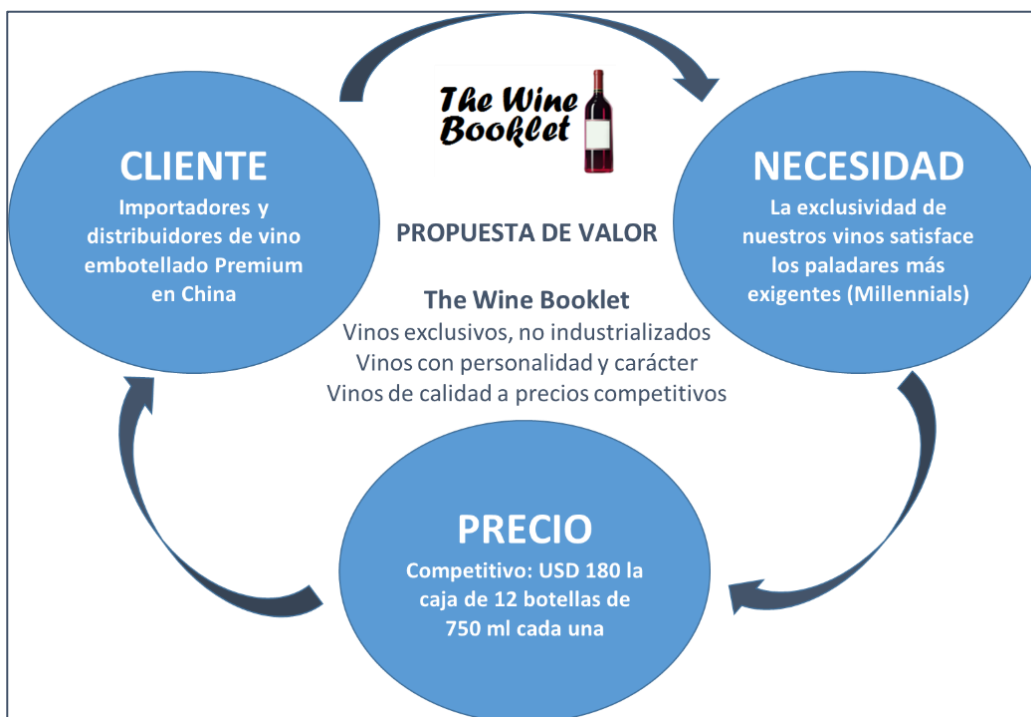 The Wine
Booklet
CLIENTE
Importadores y
distribuidores de vino
embotellado Premium
en China
NECESIDAD
La exclusividad de
nuestros vinos satisface
los paladares más
exigentes (Millennials)
PROPUESTA DE VALOR
The Wine Booklet
Vinos exclusivos, no industrializados
Vinos con personalidad y carácter
Vinos de calidad a precios competitivos
PRECIO
Competitivo: USD 180 la
caja de 12 botellas de
750 ml cada una